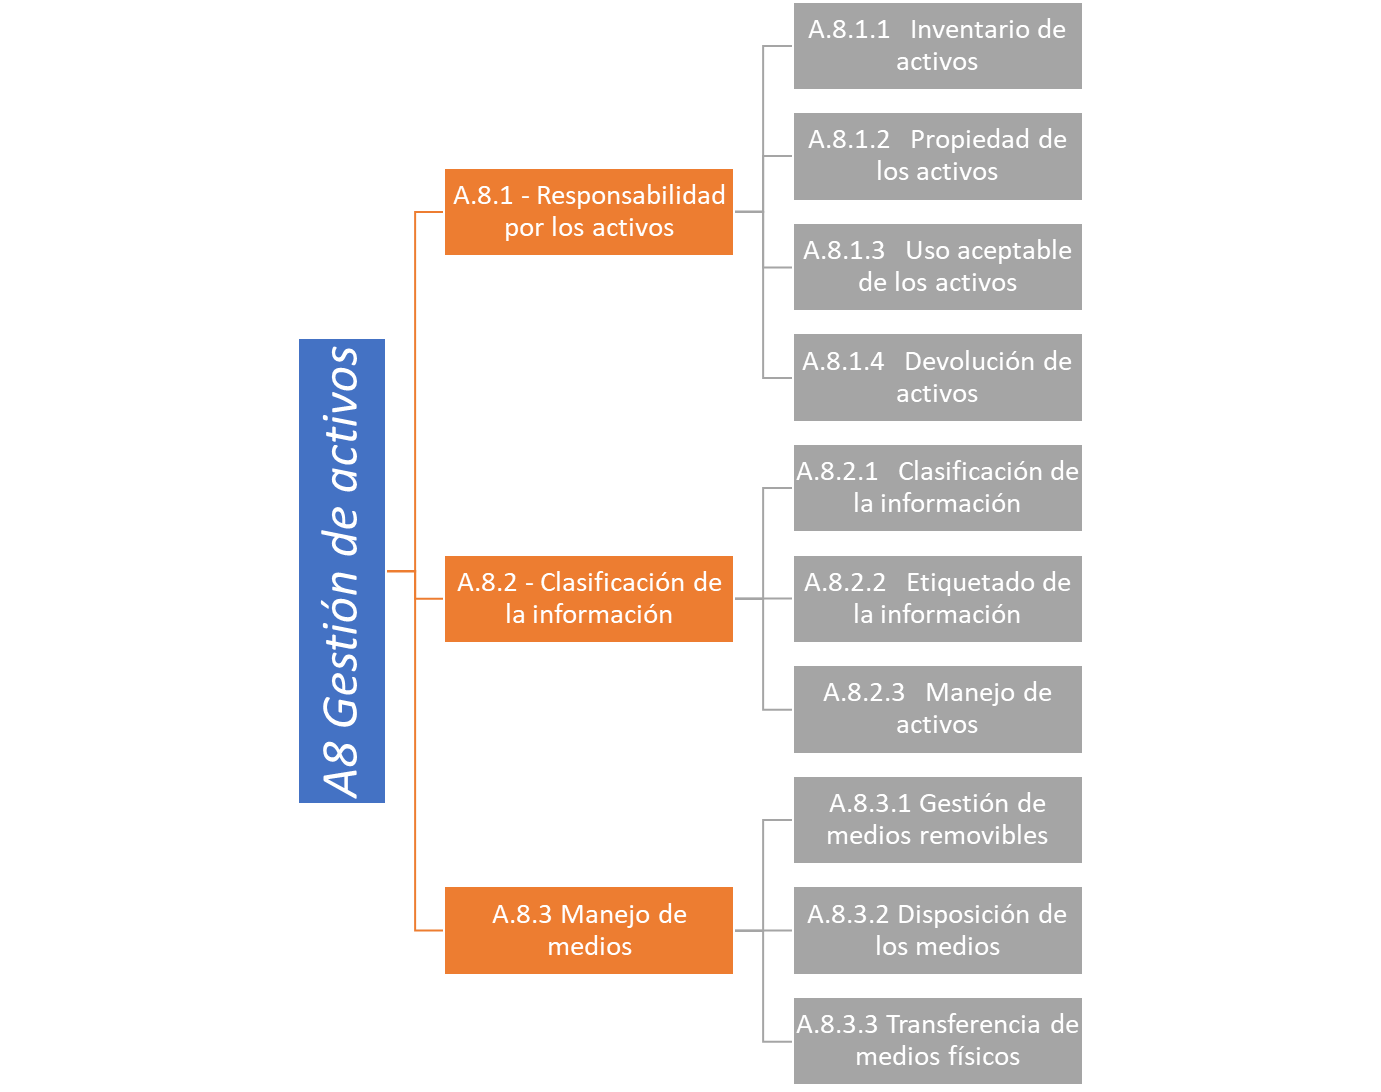 A8 Gestión de activos
A.8.1 - Responsabilidad
por los activos
A.8.1.1   Inventario de
activos
A.8.1.2   Propiedad de
los activos
A.8.1.3   Uso aceptable
de los activos
A.8.1.4   Devolución de
activos
A.8.2 - Clasificación de
la información
A.8.2.1   Clasificación de
la información
A.8.2.2   Etiquetado de
la información
A.8.2.3   Manejo de
activos
A.8.3 Manejo de
medios
A.8.3.1 Gestión de
medios removibles
A.8.3.2 Disposición de
los medios
A.8.3.3 Transferencia de
medios físicos